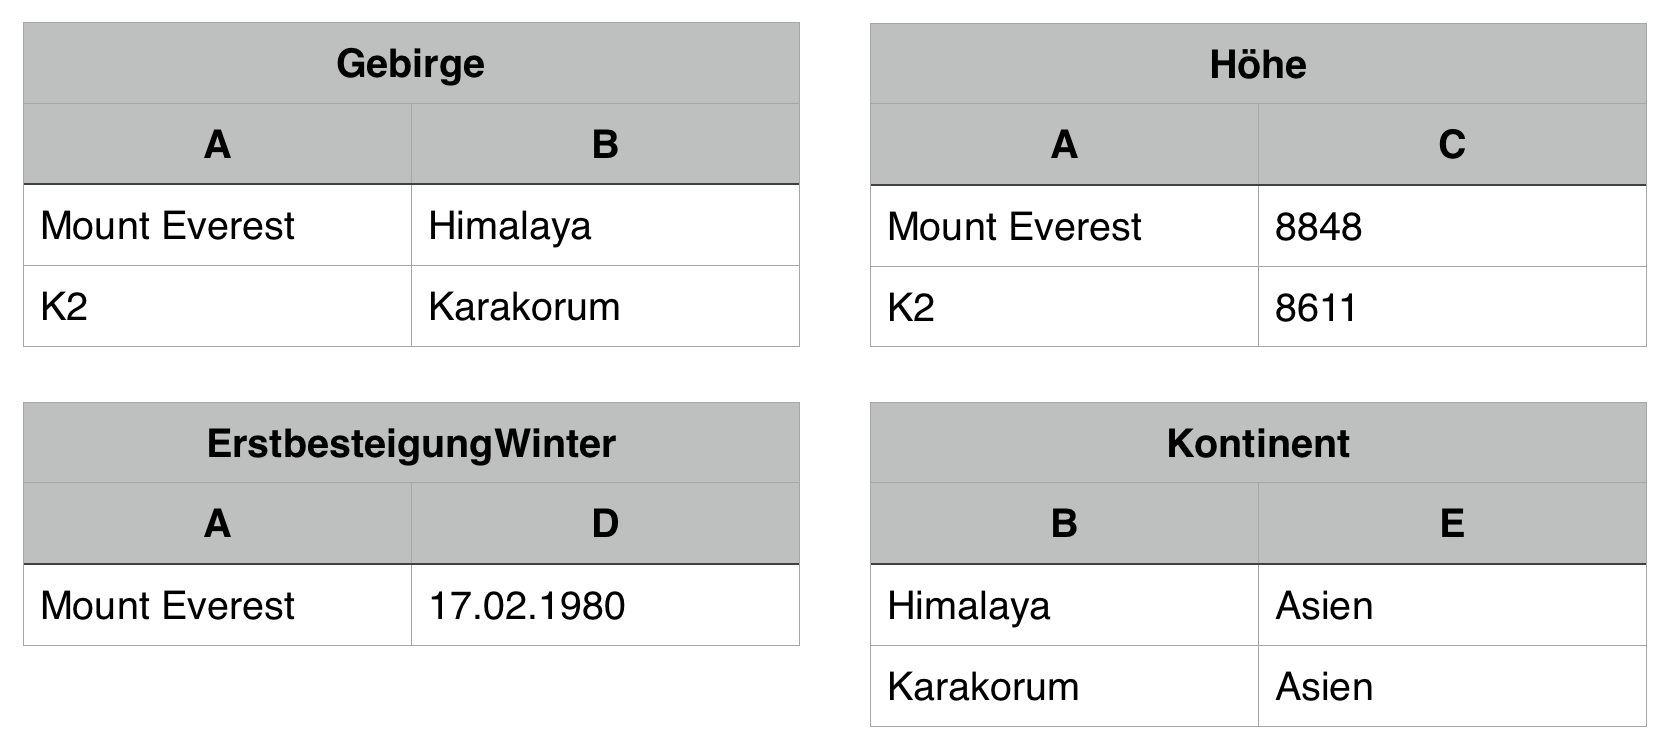 Gebirge
A B
Mount Everest Himalaya
K2 Karakorum
Höhe
A C
Mount Everest 8848
K2 8611
ErstbesteigungWinter
A D
Mount Everest 17.02.1980
Kontinent
B E
Himalaya Asien
Karakorum Asien